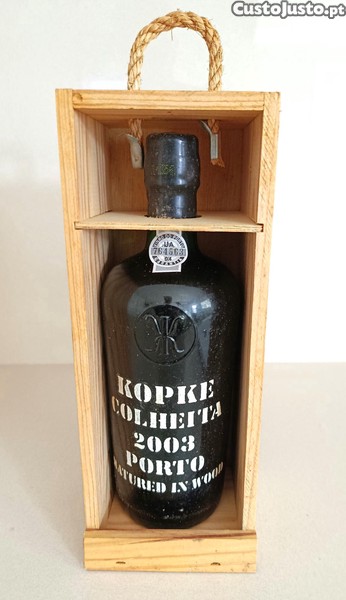 CustoJusto.pt
KOPKE
COLHEITA
2003
PORTO
MATURED IN WOOD